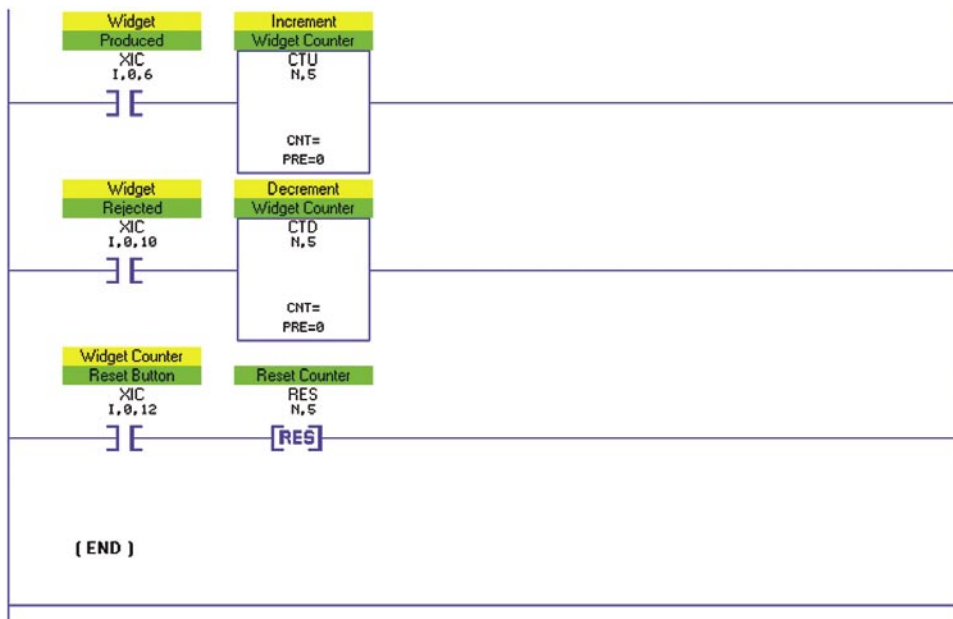 Widget
Produced
XIC
I,0,6
Increment
Widget Counter
CTU
N,5
CNT=
PRE=0
Widget
Rejected
XIC
I,0,10
Decrement
Widget Counter
CTD
N,5
CNT=
PRE=0
Widget Counter
Reset Button
XIC
I,0,12
Reset Counter
RES
N,5
[RES]
( END )